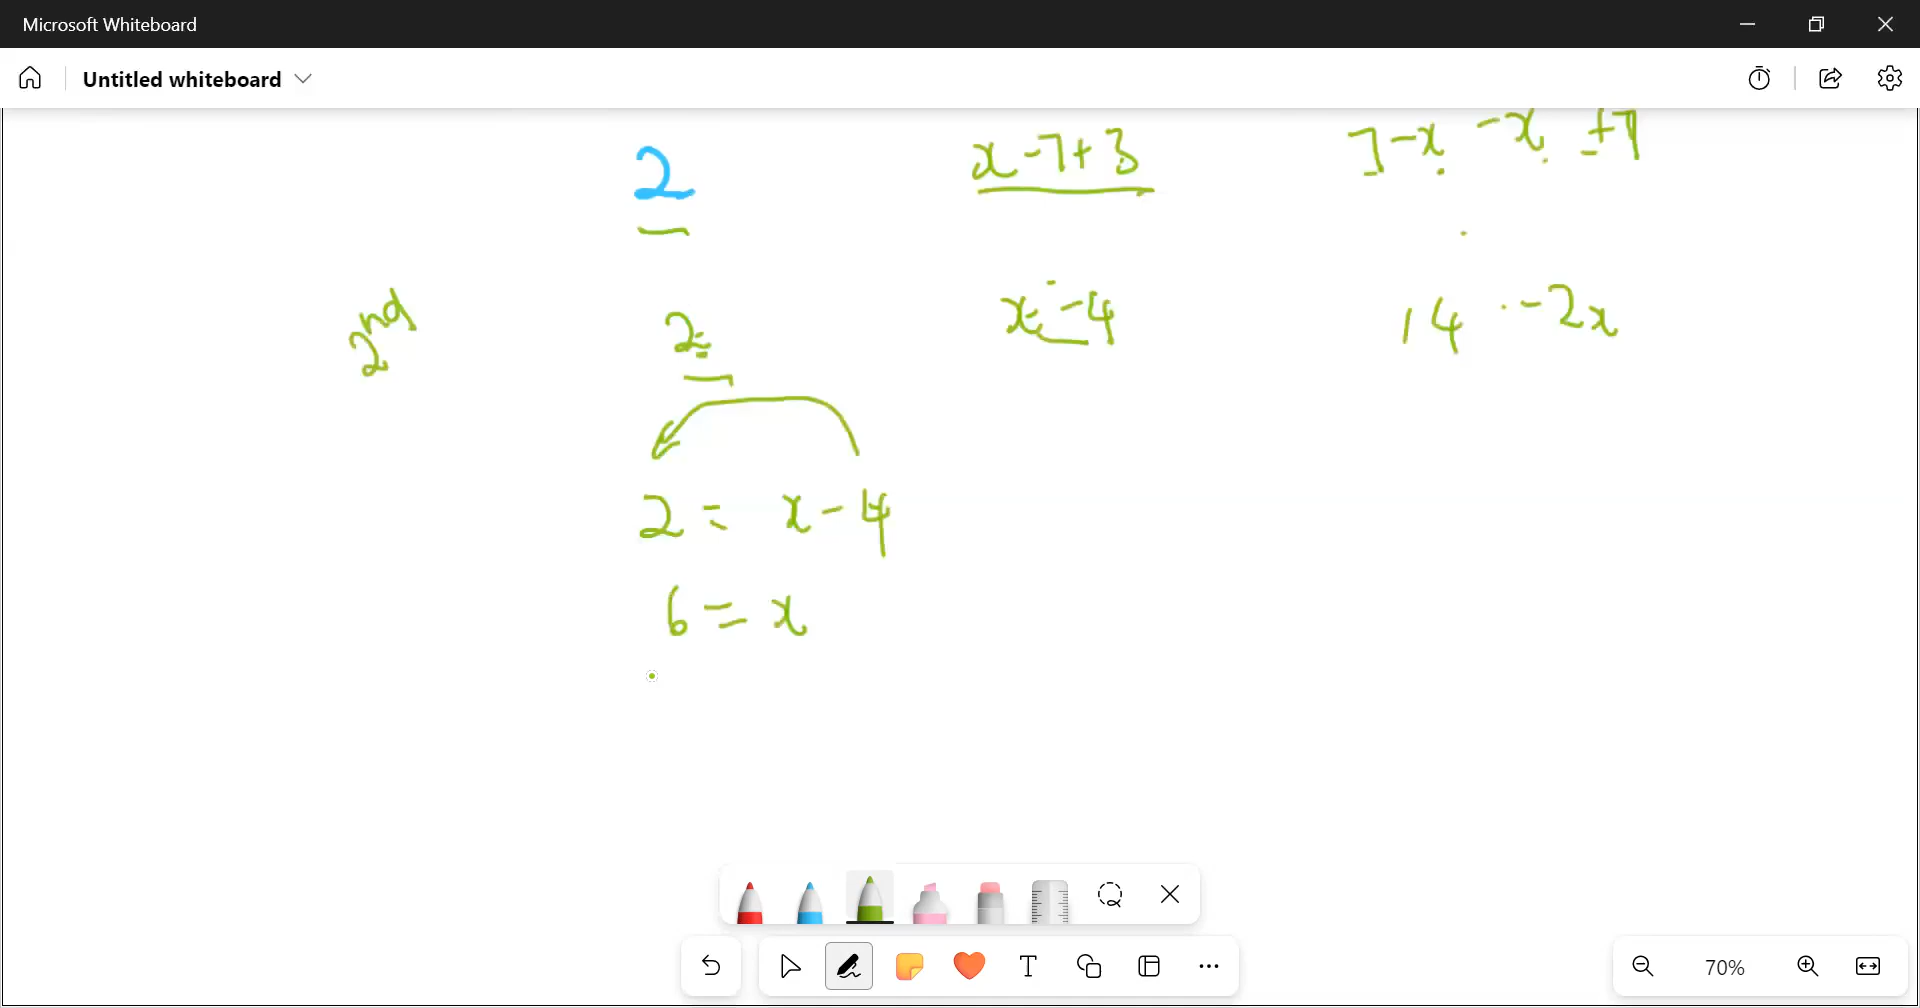 Microsoft Whiteboard
Untitled whiteboard
2 x-7+3 7-x -x +7
2nd 2 x-4 14 -2x
2 = x-4
6 = x
70%